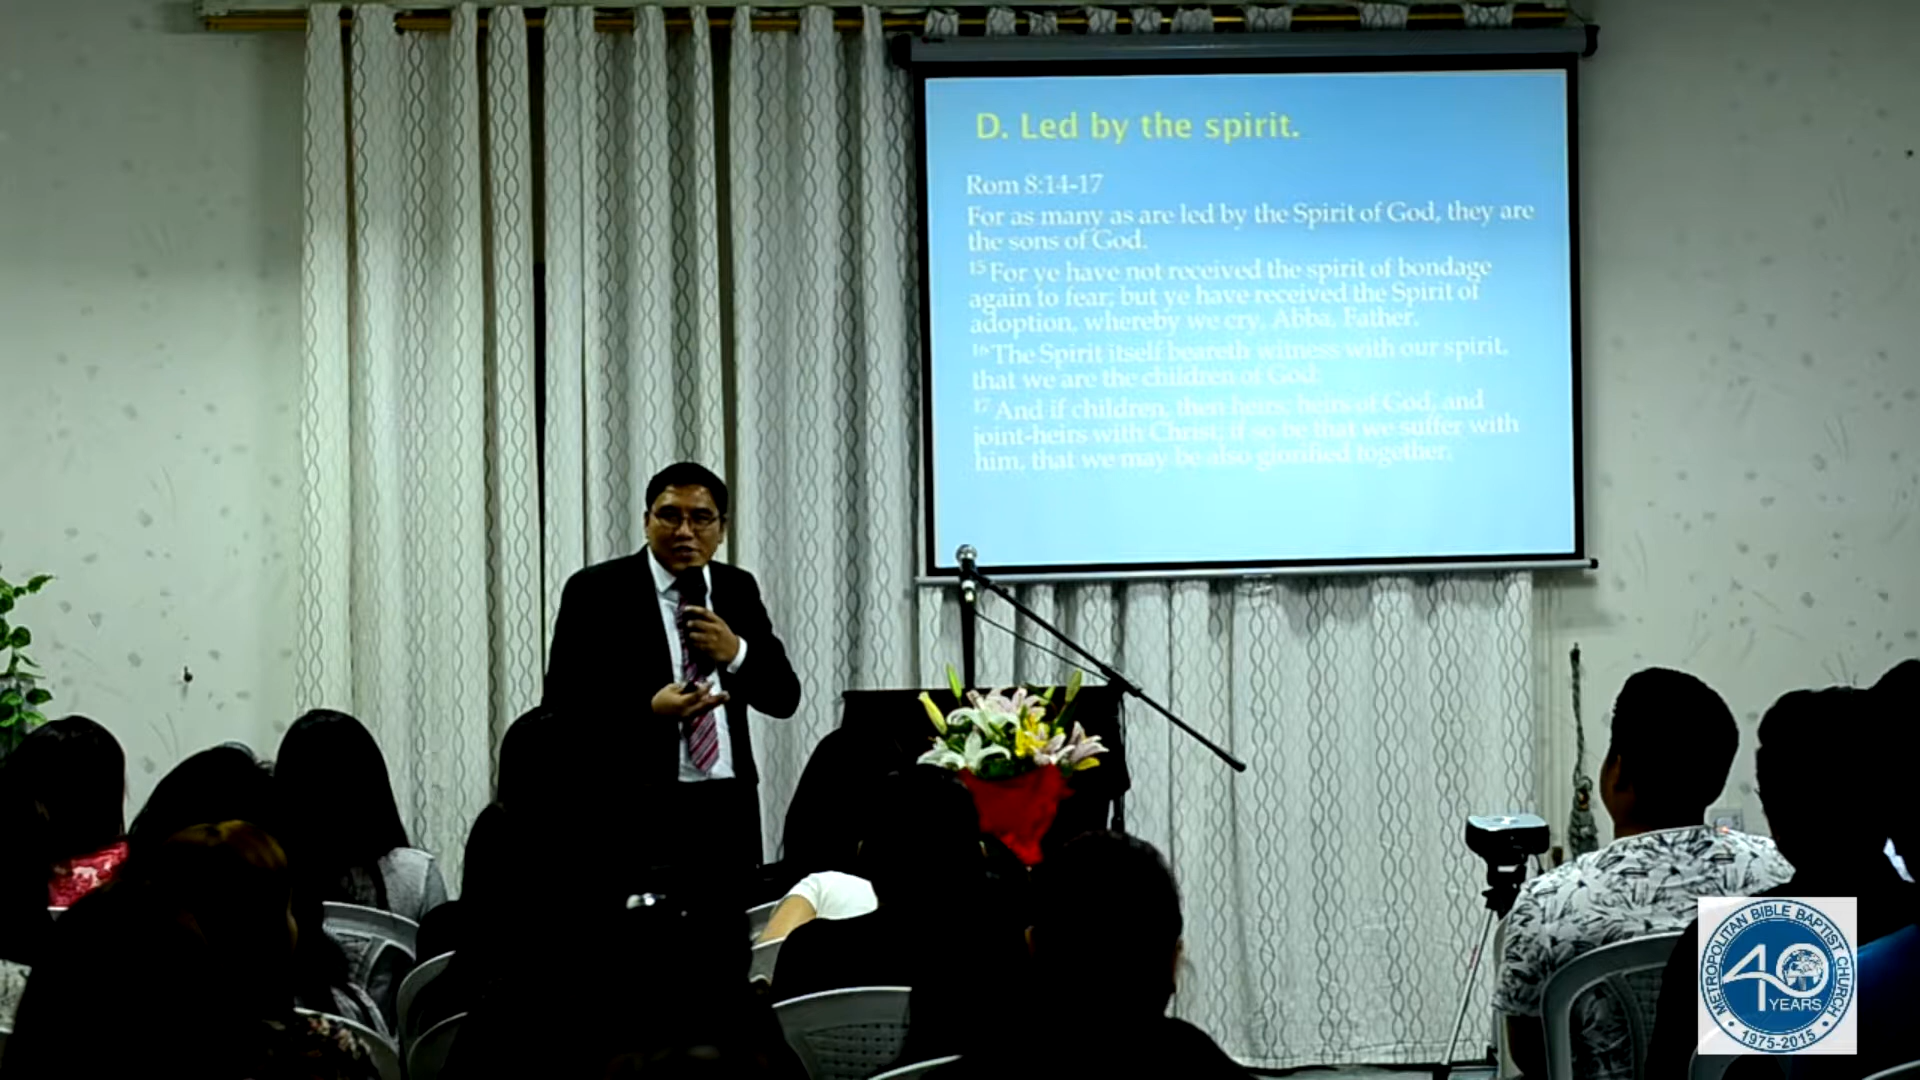 D. Led by the spirit.
Rom 8:14-17
For as many as are led by the Spirit of God, they are
the sons of God.
15 For ye have not received the spirit of bondage
again to fear; but ye have received the Spirit of
adoption, whereby we cry, Abba, Father.
16 The Spirit itself beareth witness with our spirit,
that we are the children of God:
17 And if children, then heirs; heirs of God, and
joint-heirs with Christ; if so be that we suffer with
him, that we may be also glorified together.
METROPOLITAN BIBLE BAPTIST CHURCH
40
YEARS
• 1975-2015 •